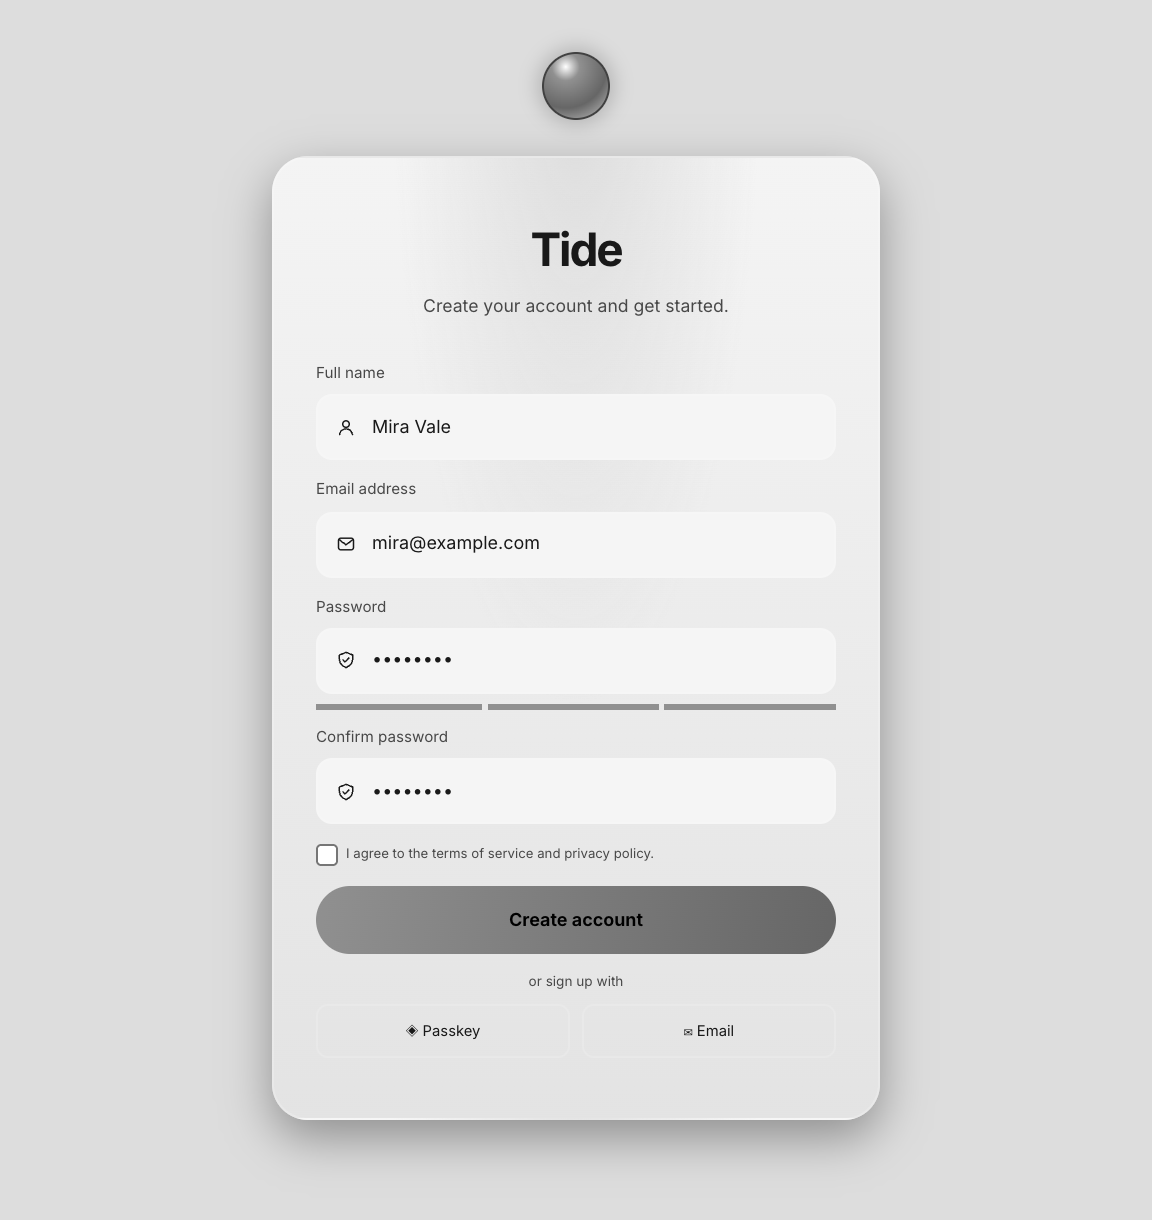 Tide
Create your account and get started.
Full name
Mira Vale
Email address
mira@example.com
Password
••••••••
Confirm password
••••••••
I agree to the terms of service and privacy policy.
Create account
or sign up with
◈ Passkey
✉ Email